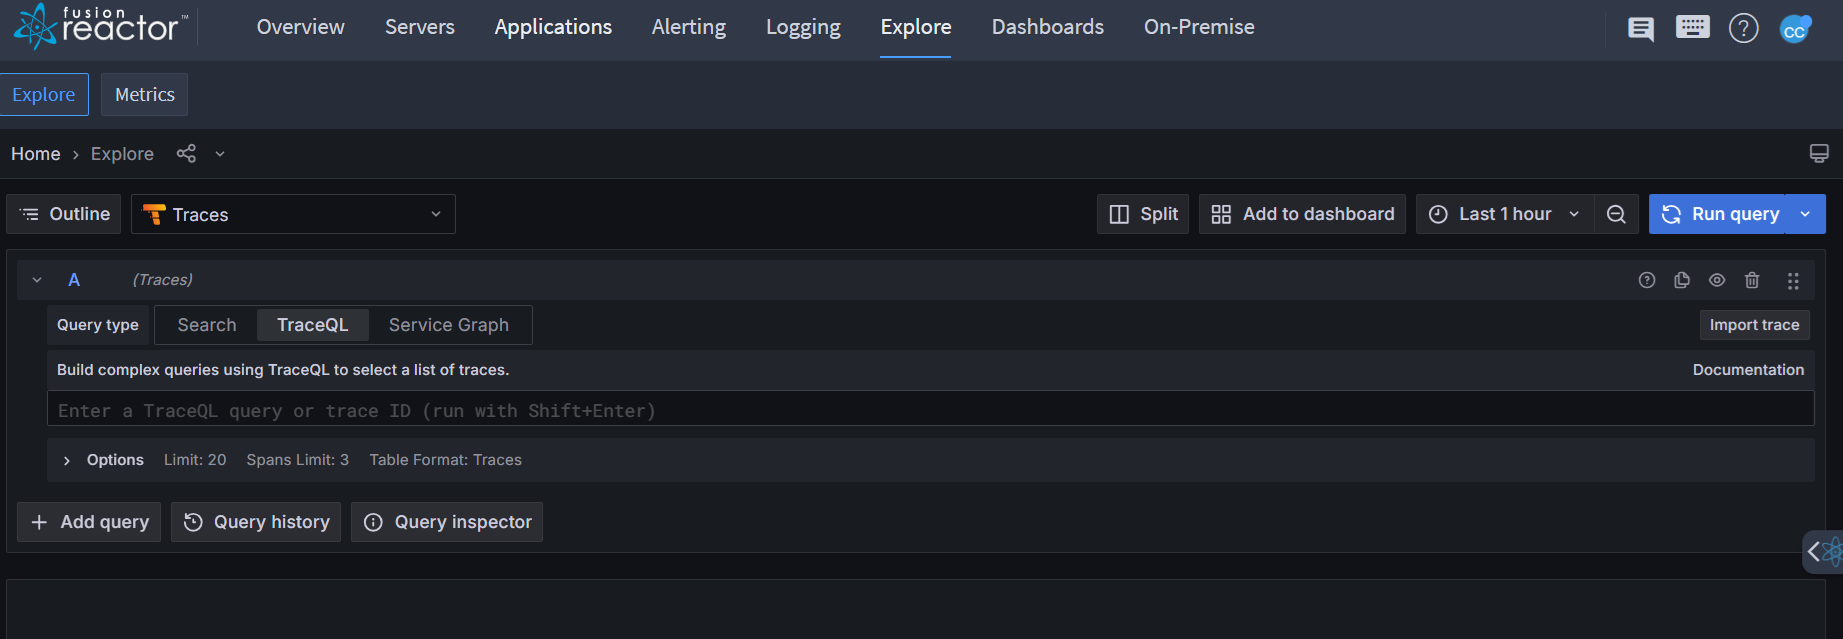 fusion reactor™
Overview Servers Applications Alerting Logging Explore Dashboards On-Premise
CC
Explore Metrics
Home › Explore
Outline Traces Split Add to dashboard Last 1 hour Run query
A (Traces)
Query type Search TraceQL Service Graph Import trace
Build complex queries using TraceQL to select a list of traces. Documentation
Enter a TraceQL query or trace ID (run with Shift+Enter)
Options Limit: 20 Spans Limit: 3 Table Format: Traces
+ Add query Query history Query inspector